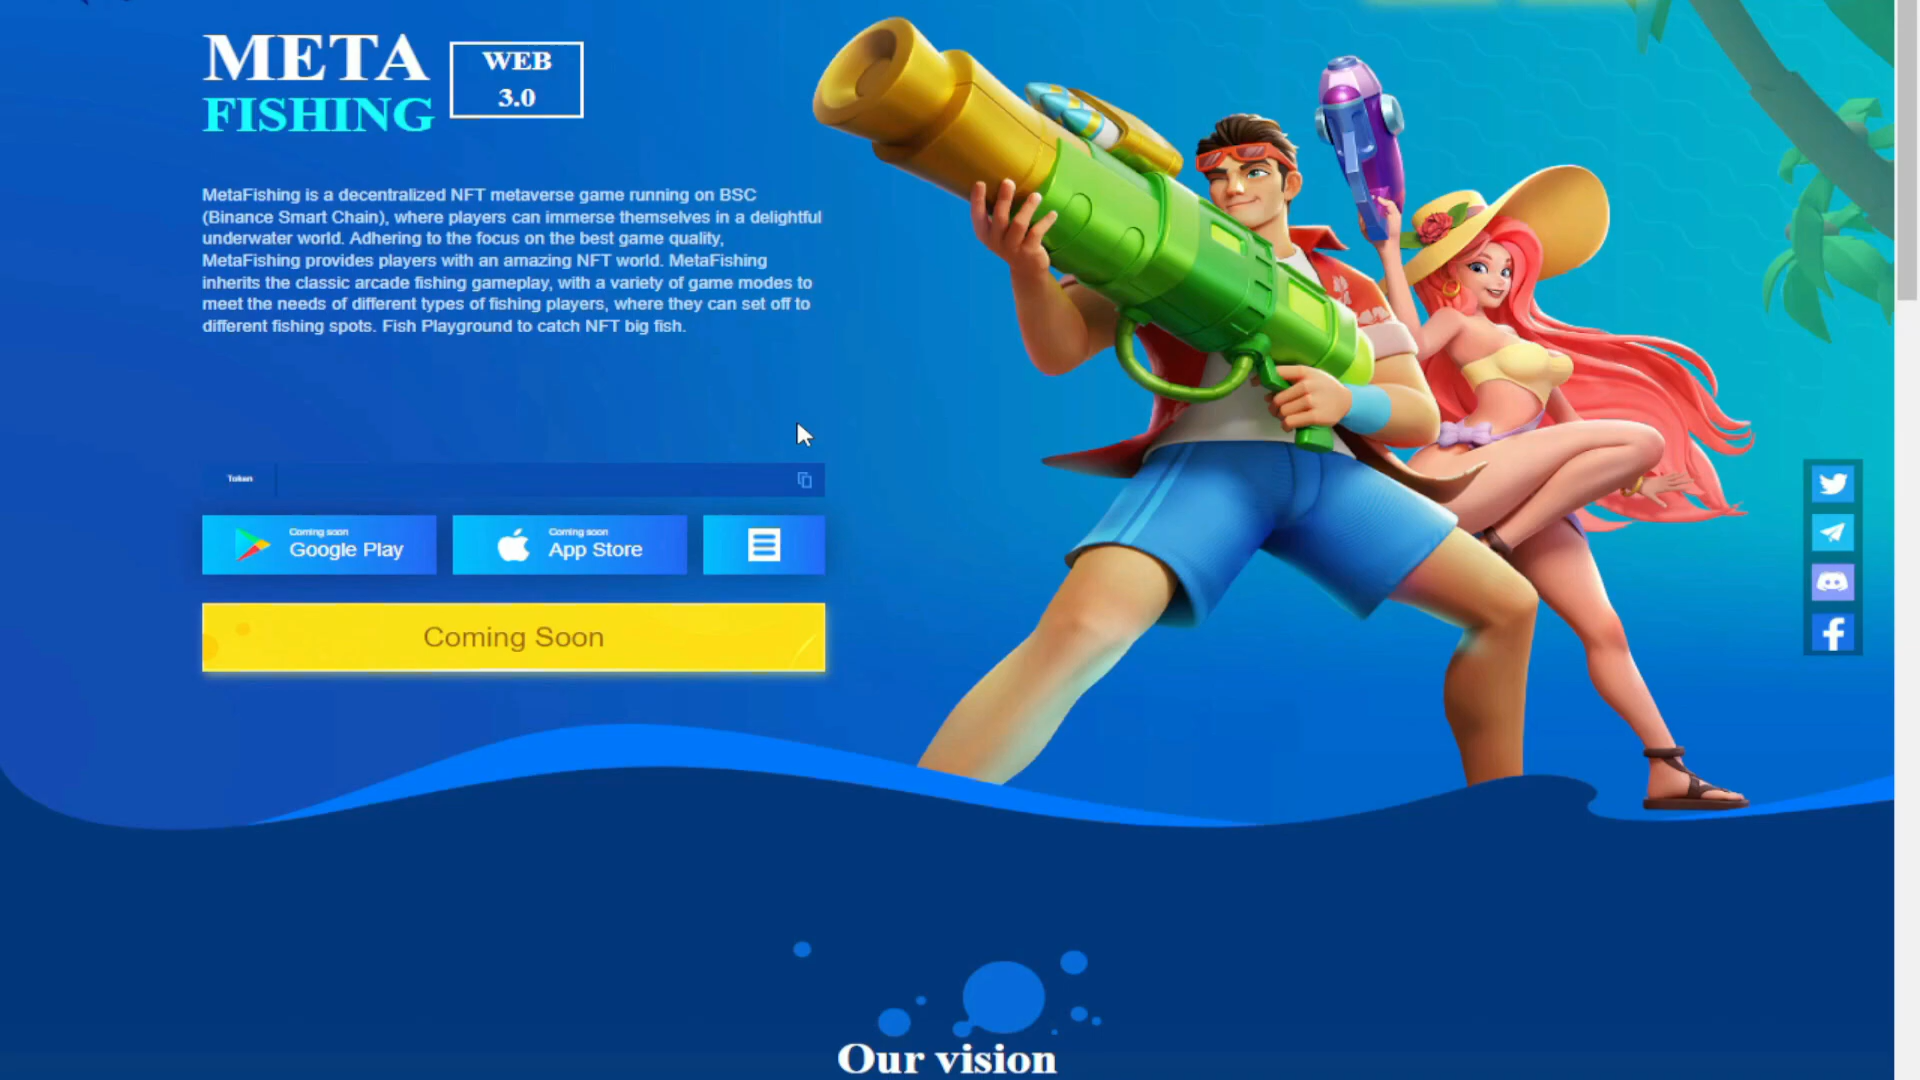 META
FISHING
WEB
3.0
MetaFishing is a decentralized NFT metaverse game running on BSC
(Binance Smart Chain), where players can immerse themselves in a delightful
underwater world. Adhering to the focus on the best game quality,
MetaFishing provides players with an amazing NFT world. MetaFishing
inherits the classic arcade fishing gameplay, with a variety of game modes to
meet the needs of different types of fishing players, where they can set off to
different fishing spots. Fish Playground to catch NFT big fish.
Token
Coming soon
Google Play
Coming soon
App Store
Coming Soon
Our vision